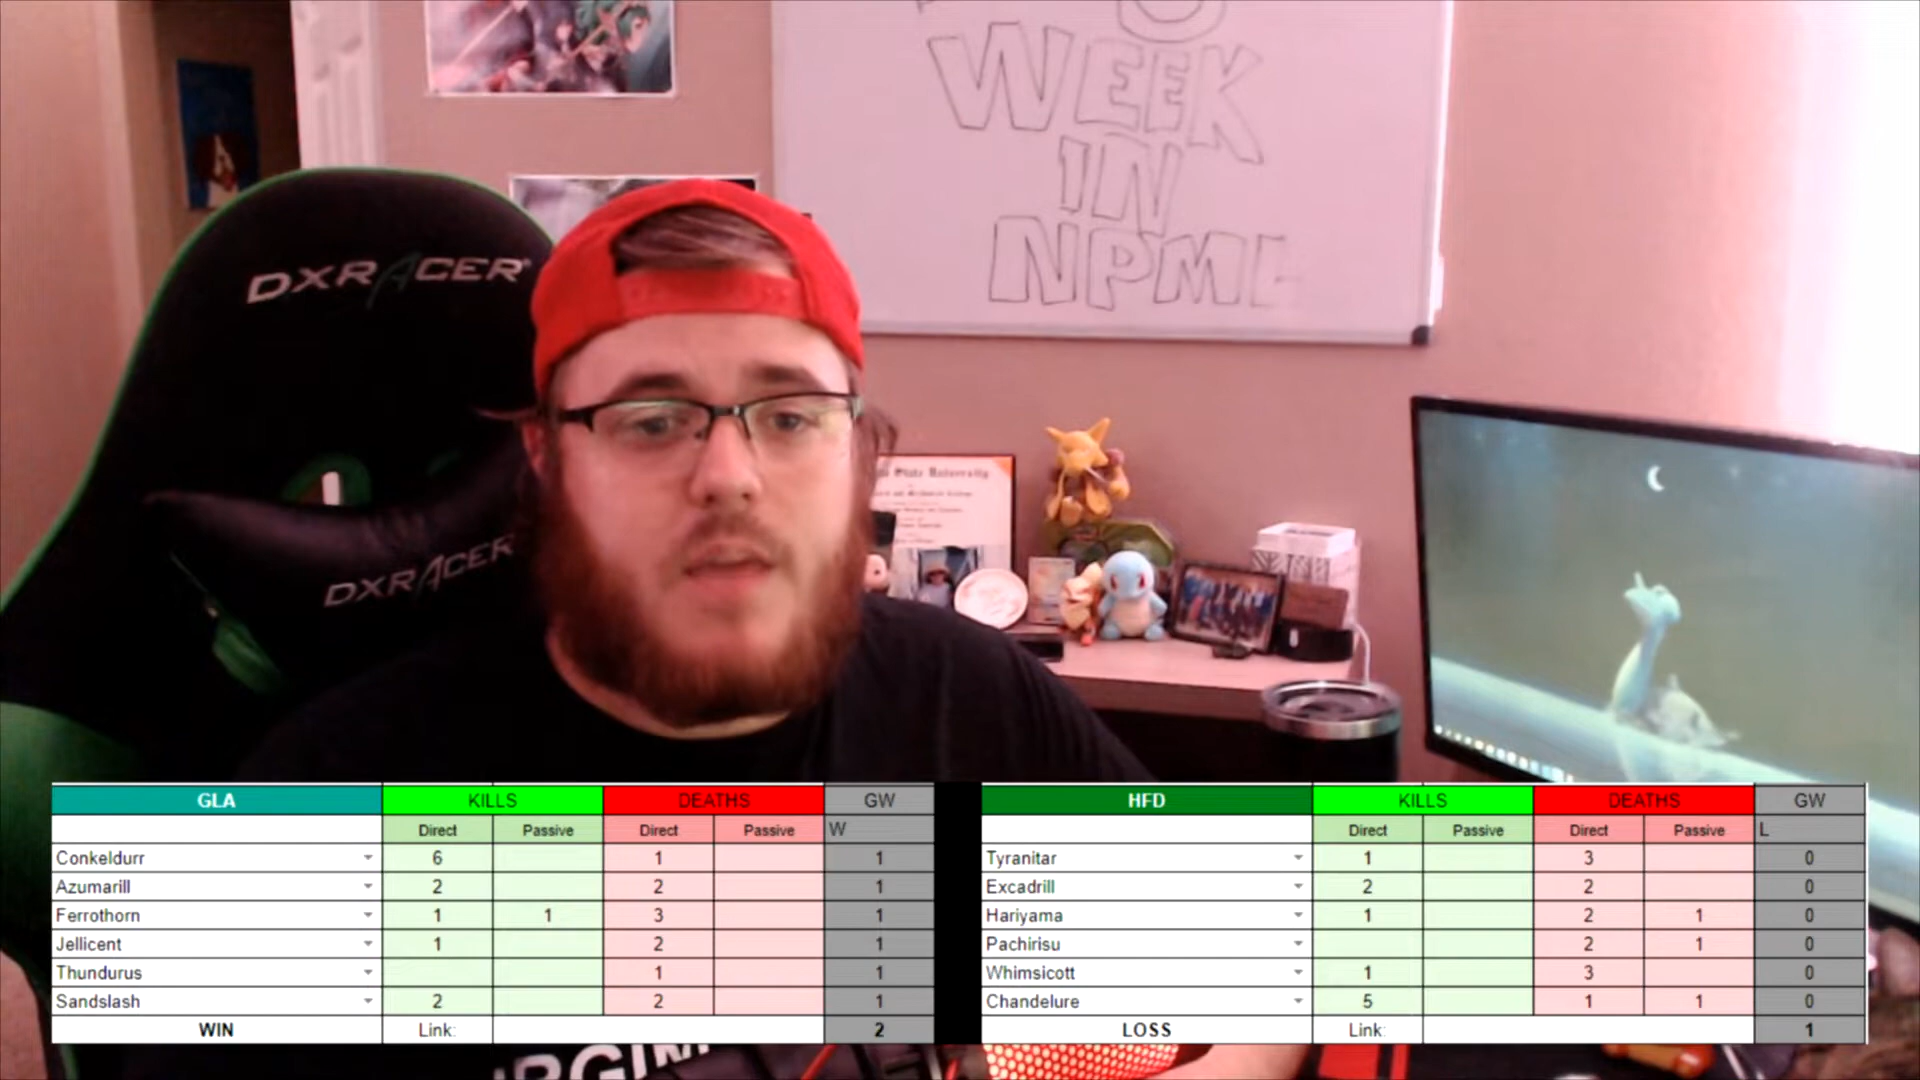 WEEK
IN
NPML
DXRACER
DXRACER
University
GLA KILLS DEATHS GW
Direct Passive Direct Passive W
Conkeldurr 6 1 1
Azumarill 2 2 1
Ferrothorn 1 1 3 1
Jellicent 1 2 1
Thundurus 1 1
Sandslash 2 2 1
WIN Link: 2
HFD KILLS DEATHS GW
Direct Passive Direct Passive L
Tyranitar 1 3 0
Excadrill 2 2 0
Hariyama 1 2 1 0
Pachirisu 2 1 0
Whimsicott 1 3 0
Chandelure 5 1 1 0
LOSS Link: 1